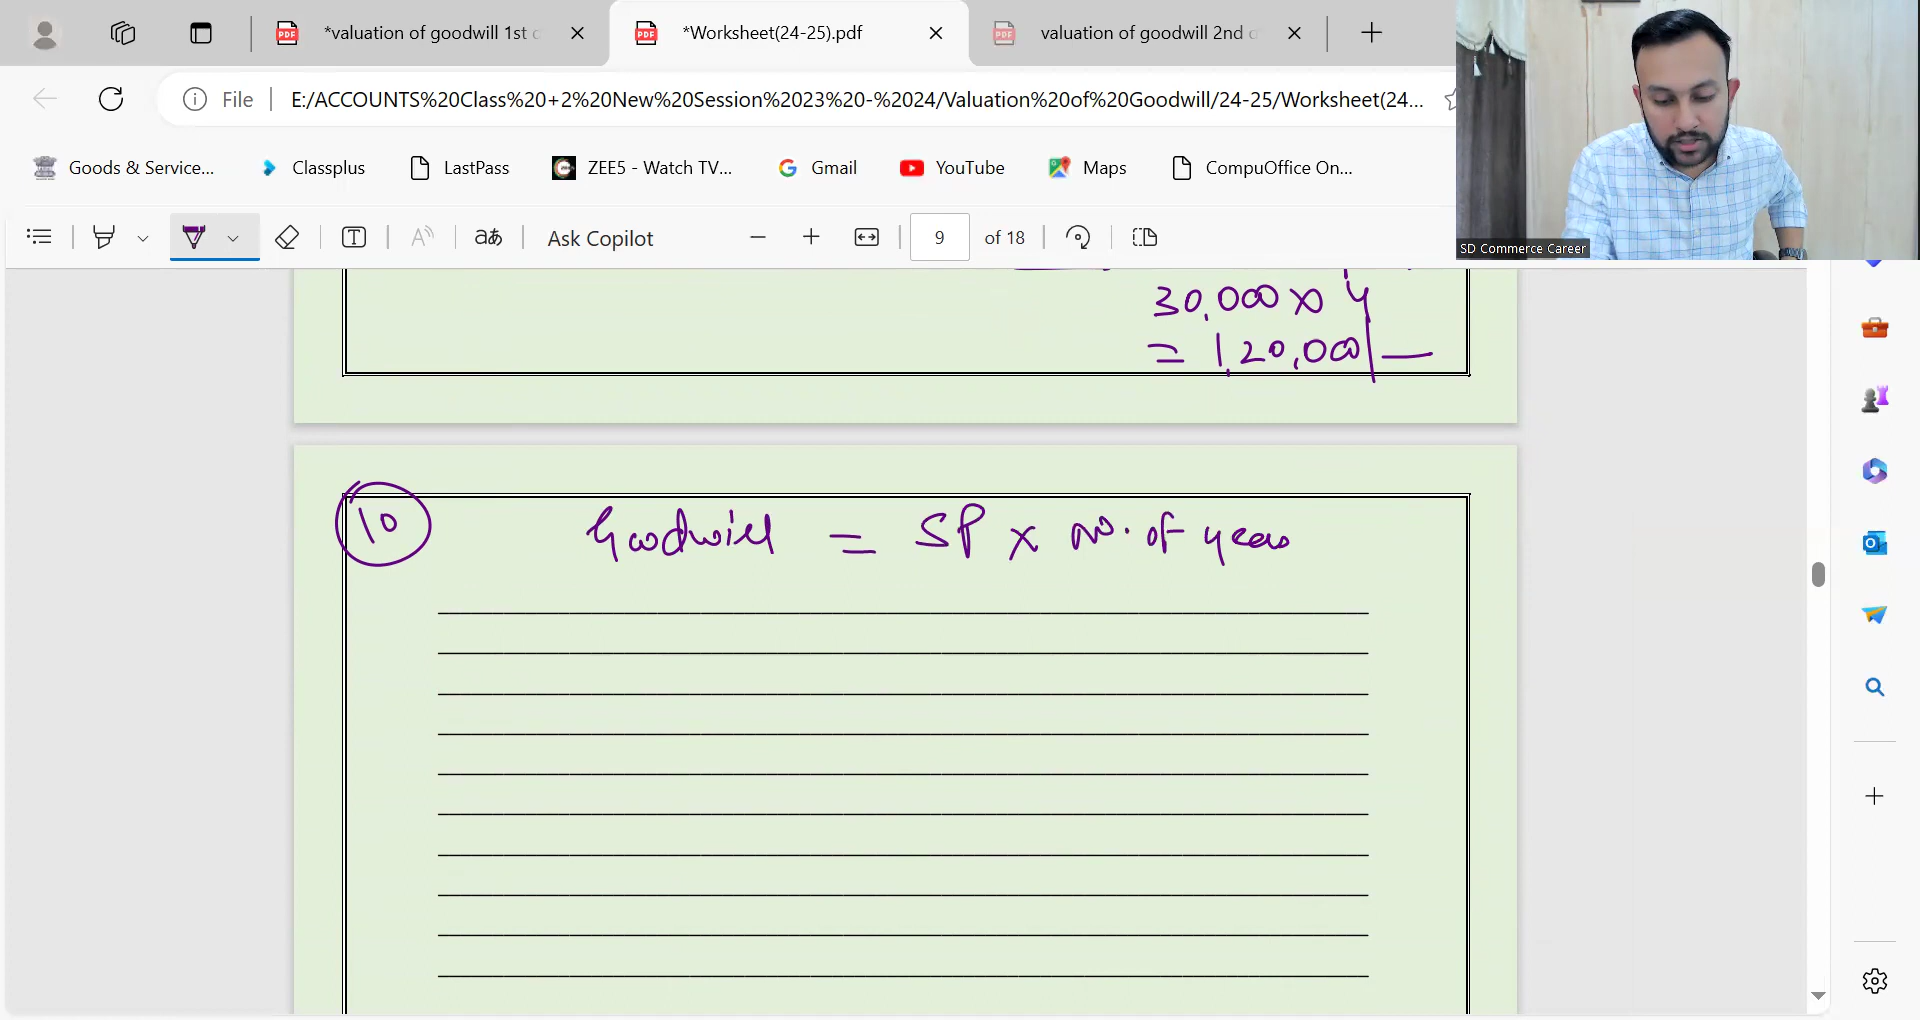 *valuation of goodwill 1st c
*Worksheet(24-25).pdf
valuation of goodwill 2nd o
File
E:/ACCOUNTS%20Class%20+2%20New%20Session%2023%20-%2024/Valuation%20of%20Goodwill/24-25/Worksheet(24...
Goods & Service...
Classplus
LastPass
ZEE5 - Watch TV...
Gmail
YouTube
Maps
CompuOffice On...
Ask Copilot
9
of 18
SD Commerce Career
30,000 × 4
= 1,20,000/—
10
Goodwill = SP × No. of years